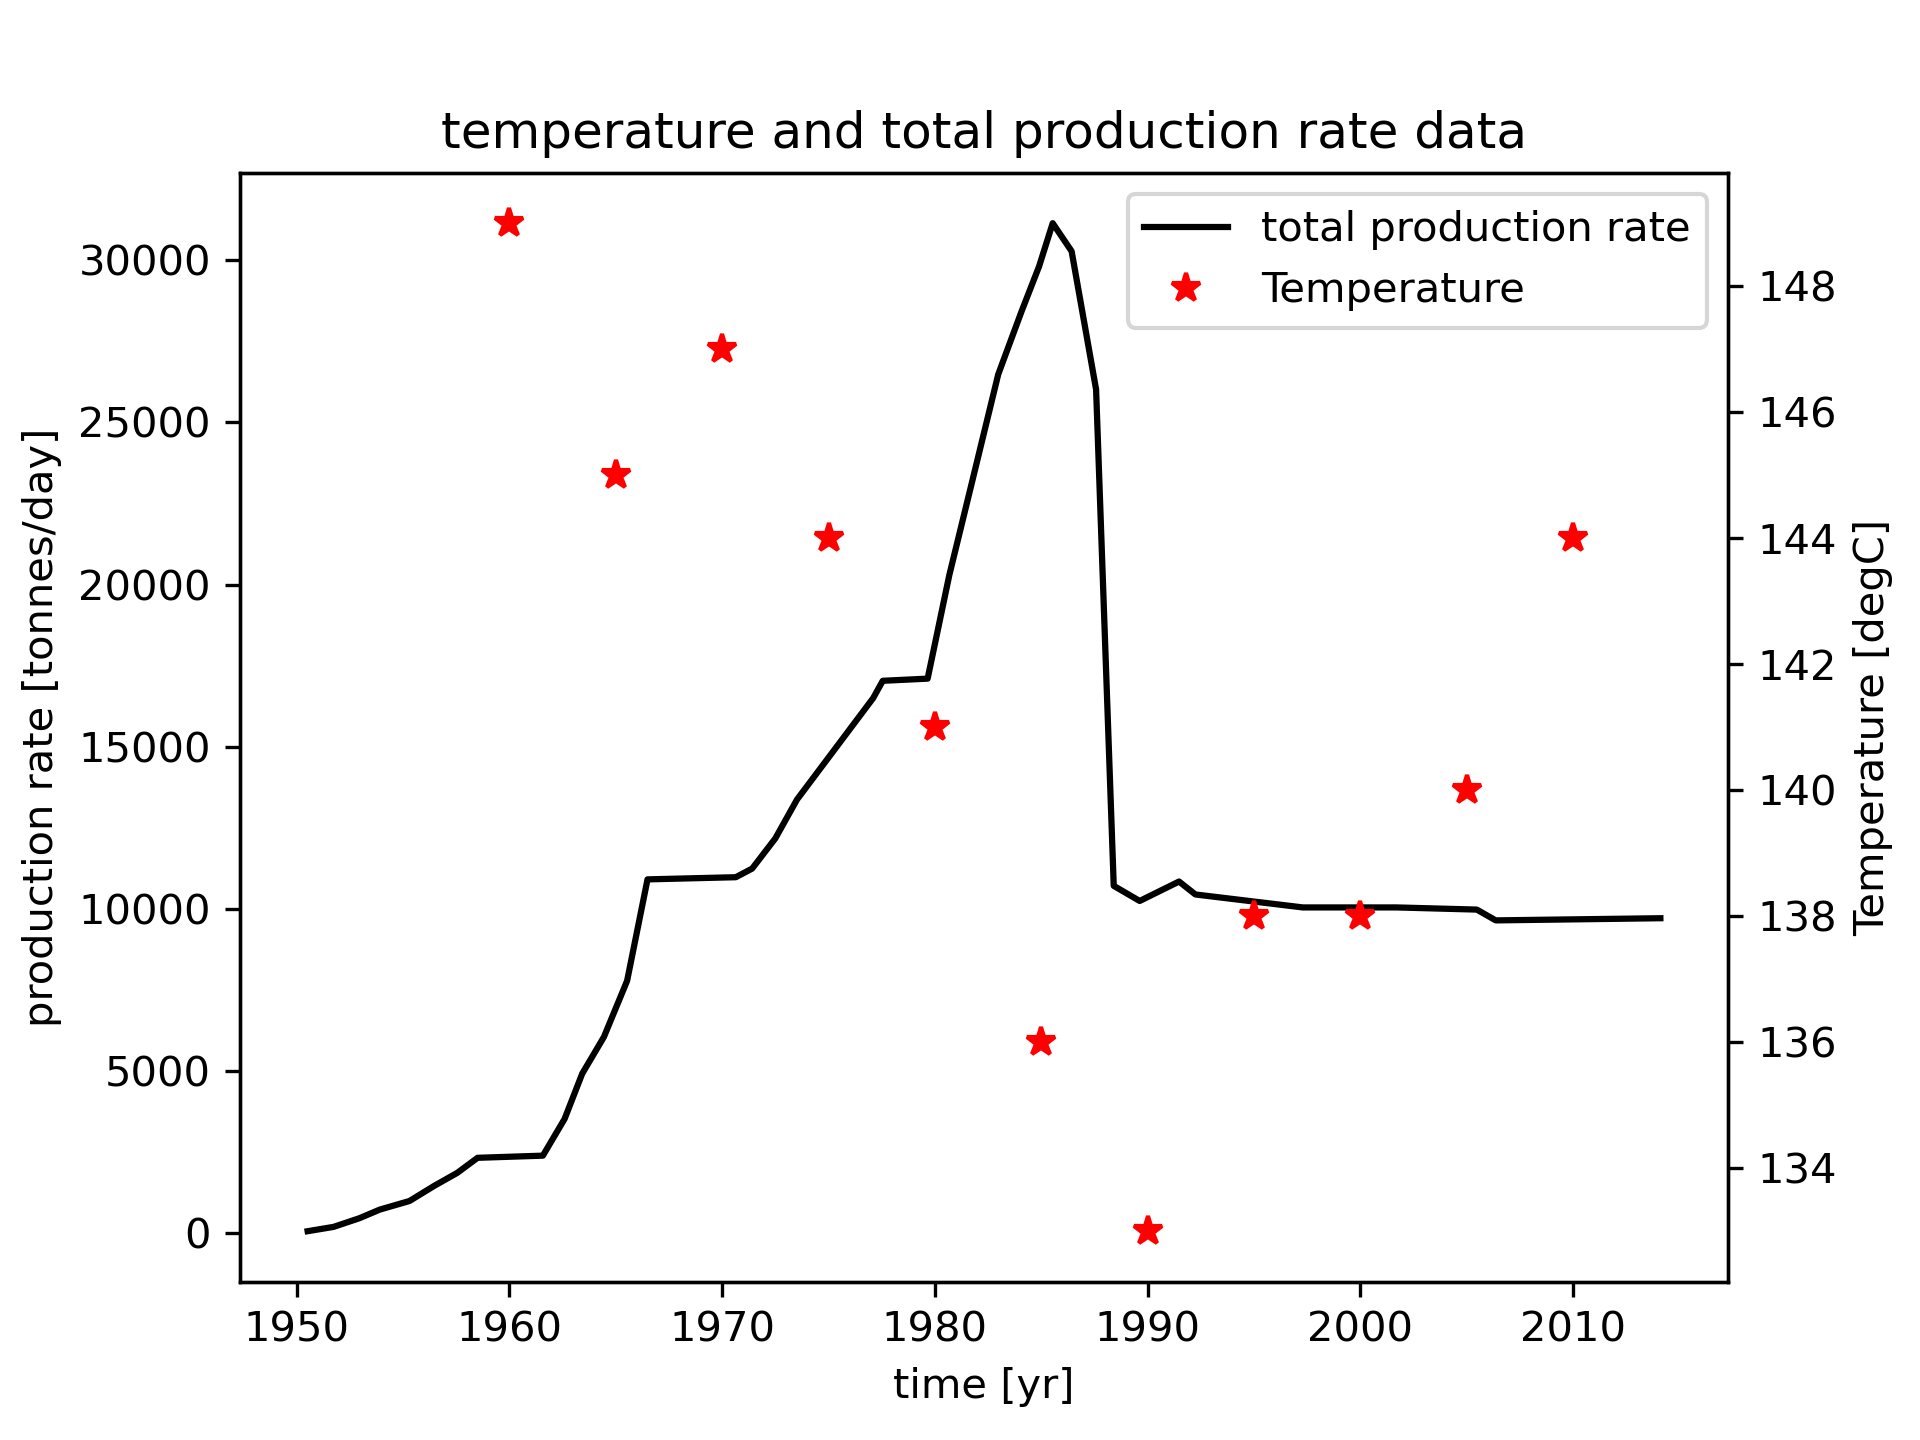 temperature and total production rate data
total production rate
Temperature
production rate [tonnes/day]
30000
25000
20000
15000
10000
5000
0
148
146
144
142
140
138
136
134
Temperature [degC]
1950 1960 1970 1980 1990 2000 2010
time [yr]